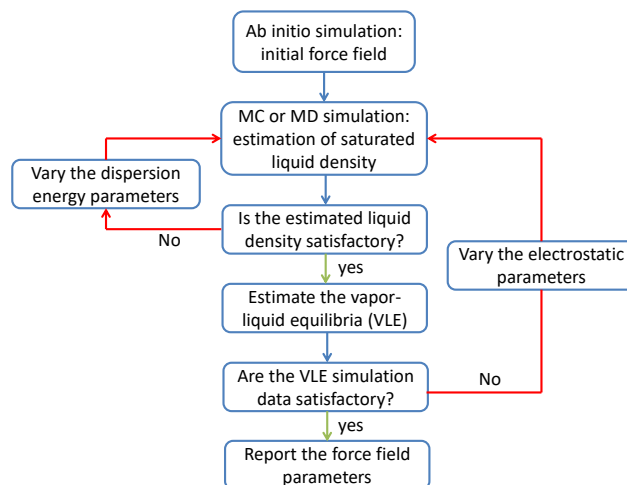 Ab initio simulation:
initial force field
MC or MD simulation:
estimation of saturated
liquid density
Vary the dispersion
energy parameters
No
Is the estimated liquid
density satisfactory?
yes
Vary the electrostatic
parameters
Estimate the vapor-
liquid equilibria (VLE)
Are the VLE simulation
data satisfactory?
No
yes
Report the force field
parameters